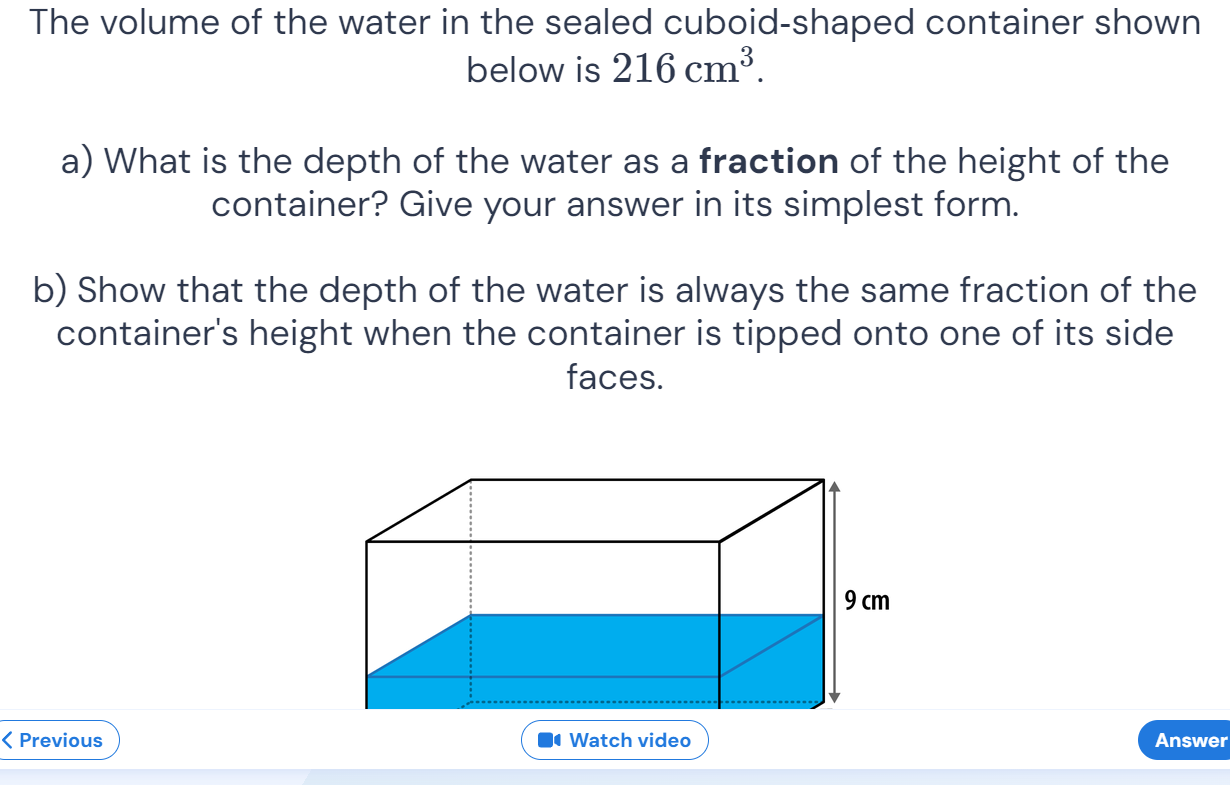 The volume of the water in the sealed cuboid-shaped container shown
below is 216 cm³.
a) What is the depth of the water as a fraction of the height of the
container? Give your answer in its simplest form.
b) Show that the depth of the water is always the same fraction of the
container's height when the container is tipped onto one of its side
faces.
9 cm
Previous
Watch video
Answer